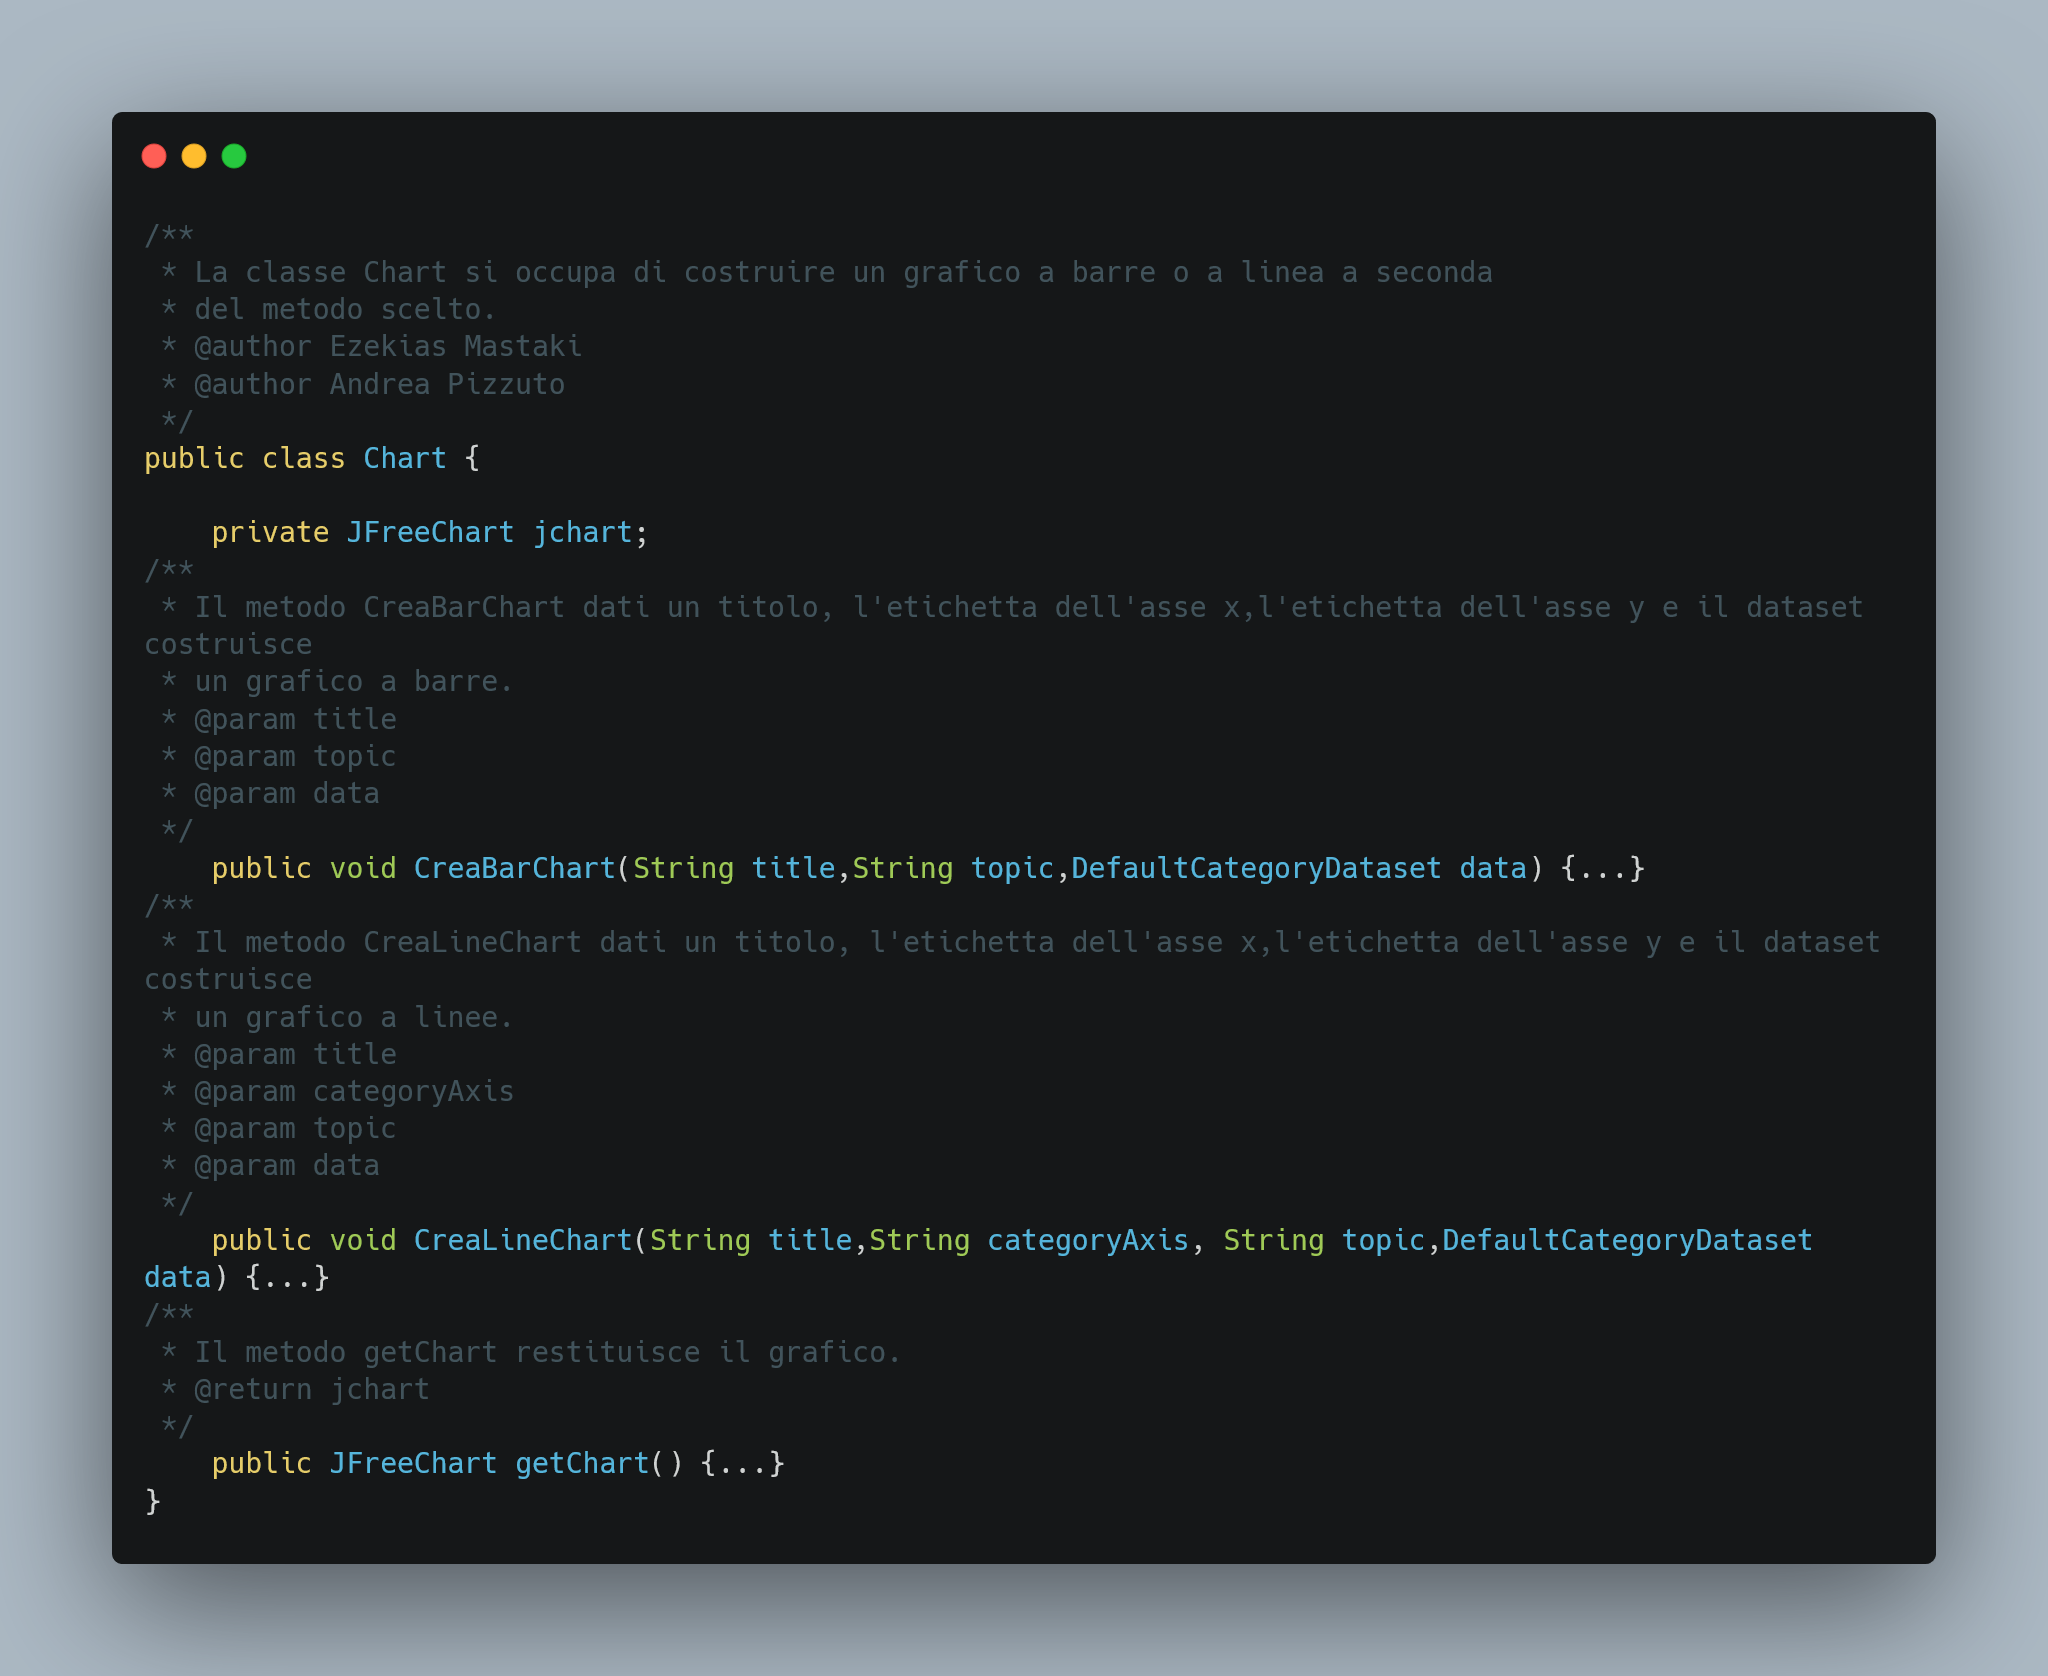 /**
 * La classe Chart si occupa di costruire un grafico a barre o a linea a seconda
 * del metodo scelto.
 * @author Ezekias Mastaki
 * @author Andrea Pizzuto
 */
public class Chart {

    private JFreeChart jchart;
/**
 * Il metodo CreaBarChart dati un titolo, l'etichetta dell'asse x,l'etichetta dell'asse y e il dataset
costruisce
 * un grafico a barre.
 * @param title
 * @param topic
 * @param data
 */
    public void CreaBarChart(String title,String topic,DefaultCategoryDataset data) {...}
/**
 * Il metodo CreaLineChart dati un titolo, l'etichetta dell'asse x,l'etichetta dell'asse y e il dataset
costruisce
 * un grafico a linee.
 * @param title
 * @param categoryAxis
 * @param topic
 * @param data
 */
    public void CreaLineChart(String title,String categoryAxis, String topic,DefaultCategoryDataset
data) {...}
/**
 * Il metodo getChart restituisce il grafico.
 * @return jchart
 */
    public JFreeChart getChart() {...}
}